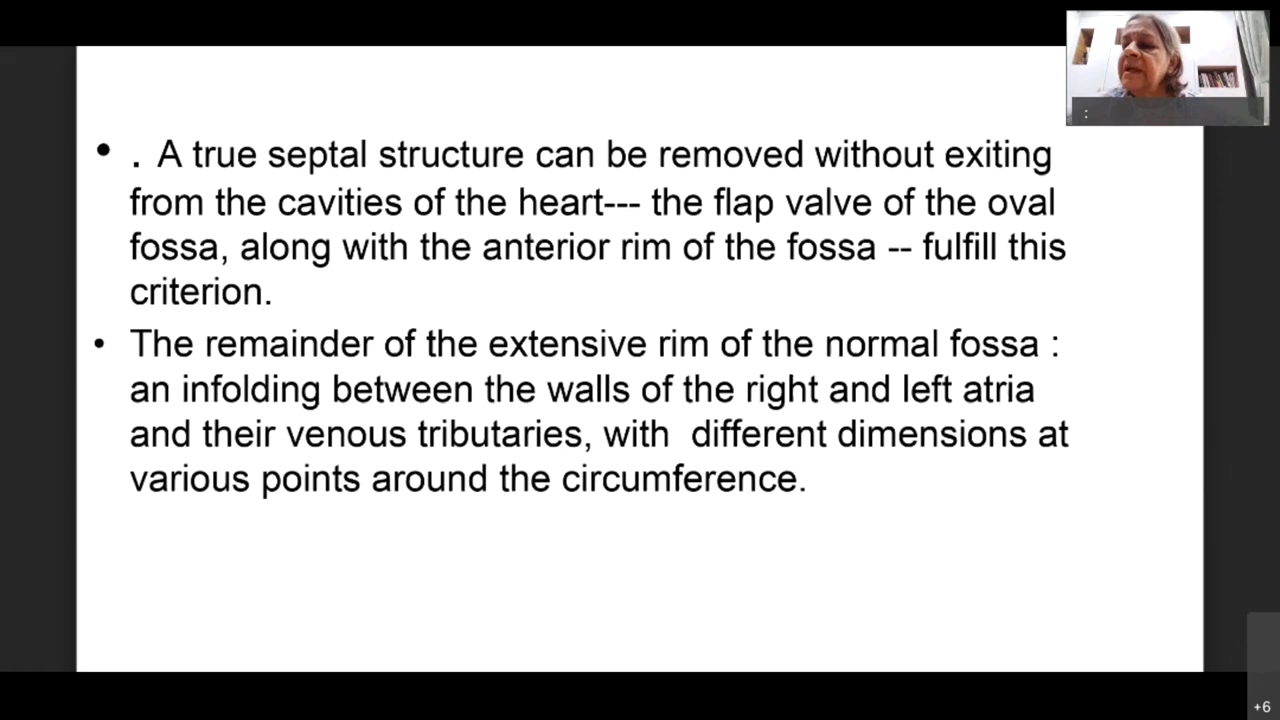 • . A true septal structure can be removed without exiting
from the cavities of the heart--- the flap valve of the oval
fossa, along with the anterior rim of the fossa -- fulfill this
criterion.
• The remainder of the extensive rim of the normal fossa :
an infolding between the walls of the right and left atria
and their venous tributaries, with  different dimensions at
various points around the circumference.
:
+6